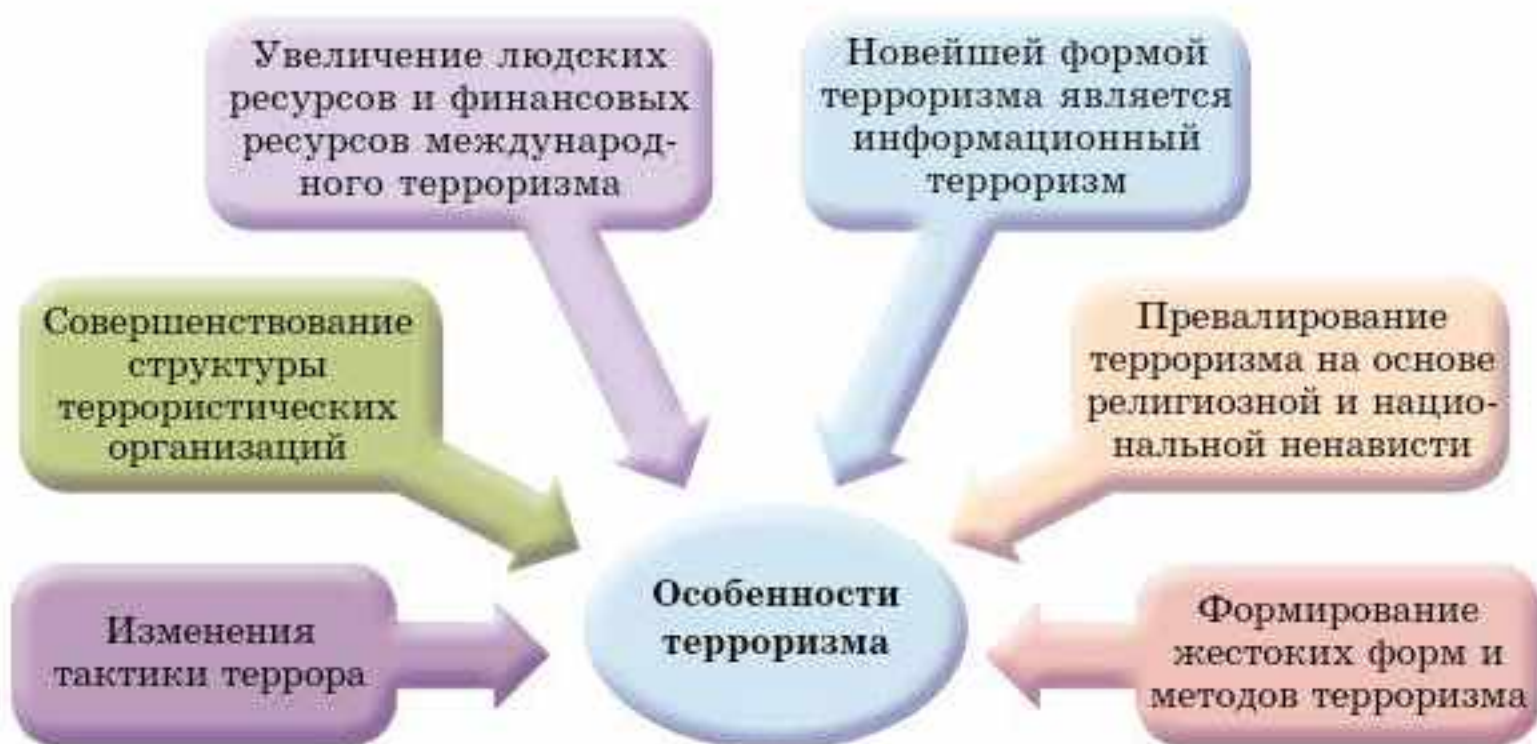 Увеличение людских
ресурсов и финансовых
ресурсов международ-
ного терроризма
Новейшей формой
терроризма является
информационный
терроризм
Совершенствование
структуры
террористических
организаций
Превалирование
терроризма на основе
религиозной и нацио-
нальной ненависти
Изменения
тактики террора
Особенности
терроризма
Формирование
жестоких форм и
методов терроризма